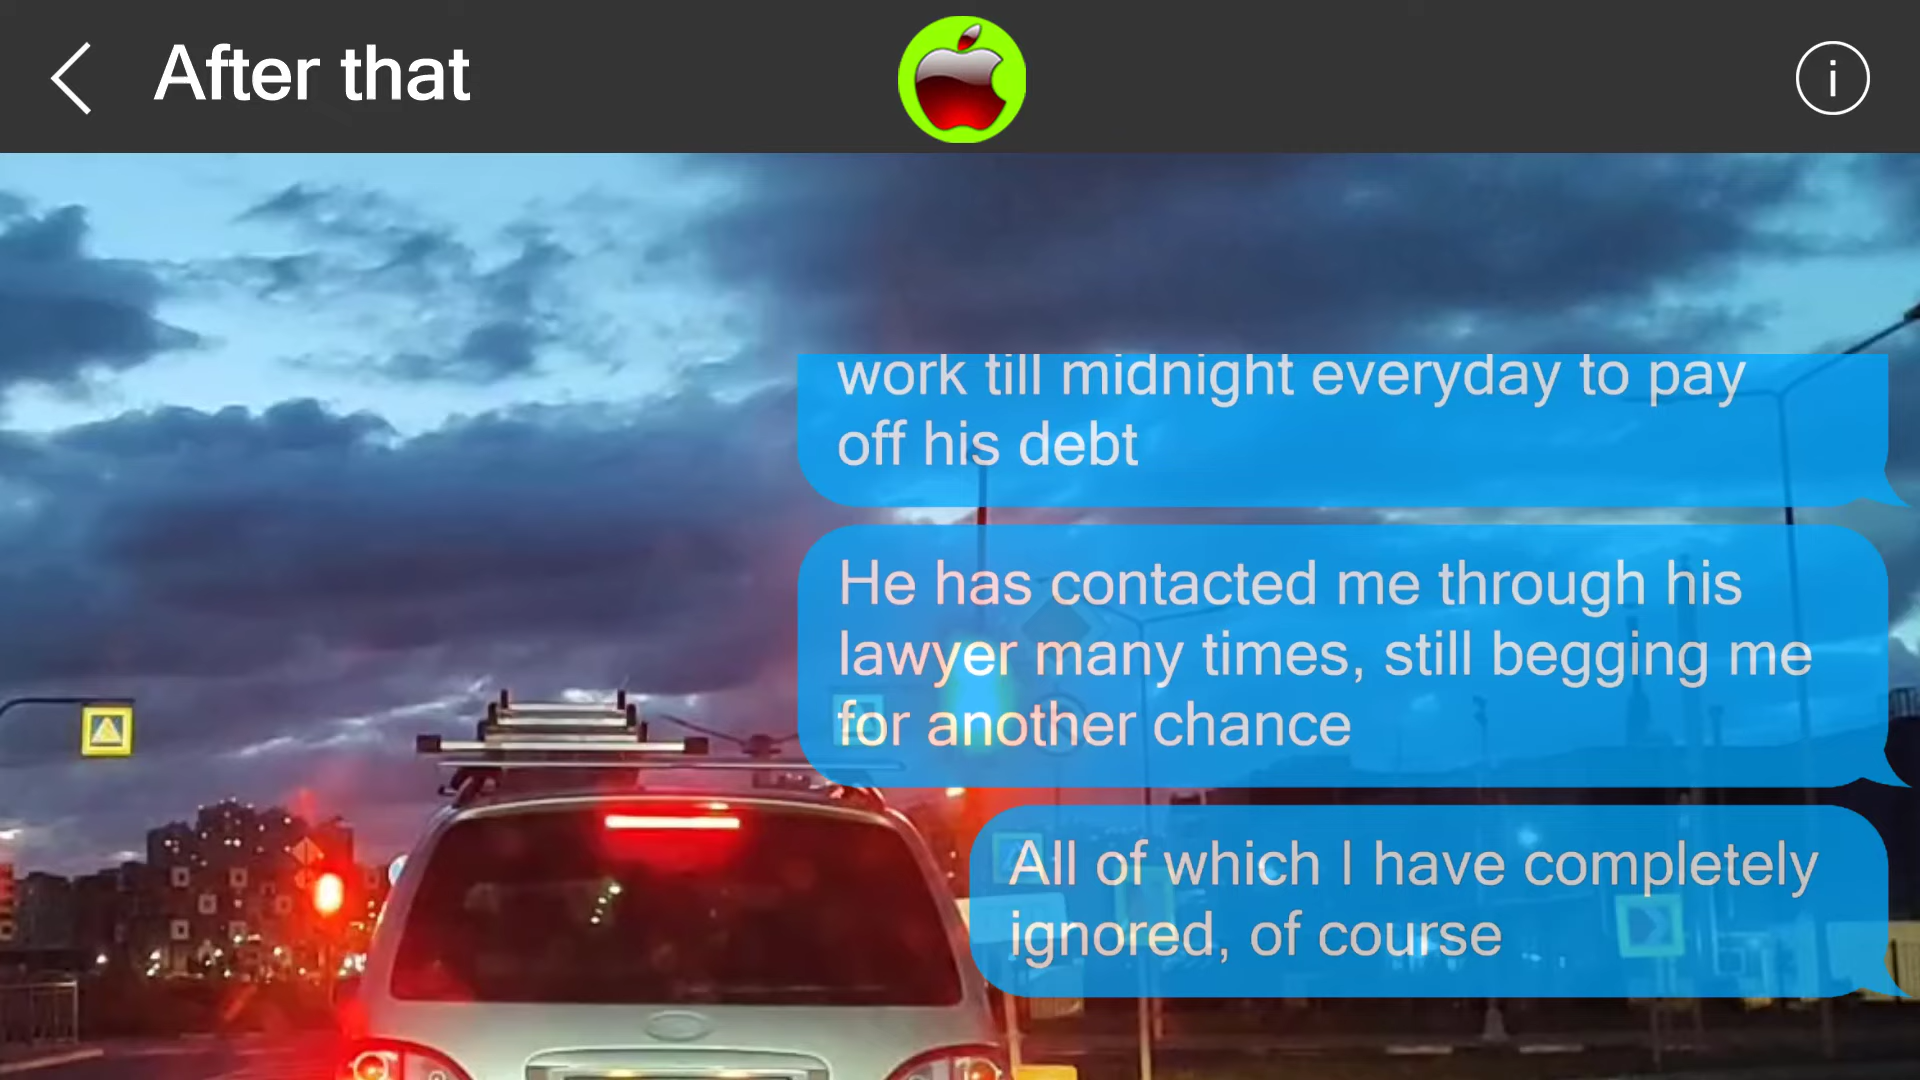 After that
work till midnight everyday to pay
off his debt
He has contacted me through his
lawyer many times, still begging me
for another chance
All of which I have completely
ignored, of course